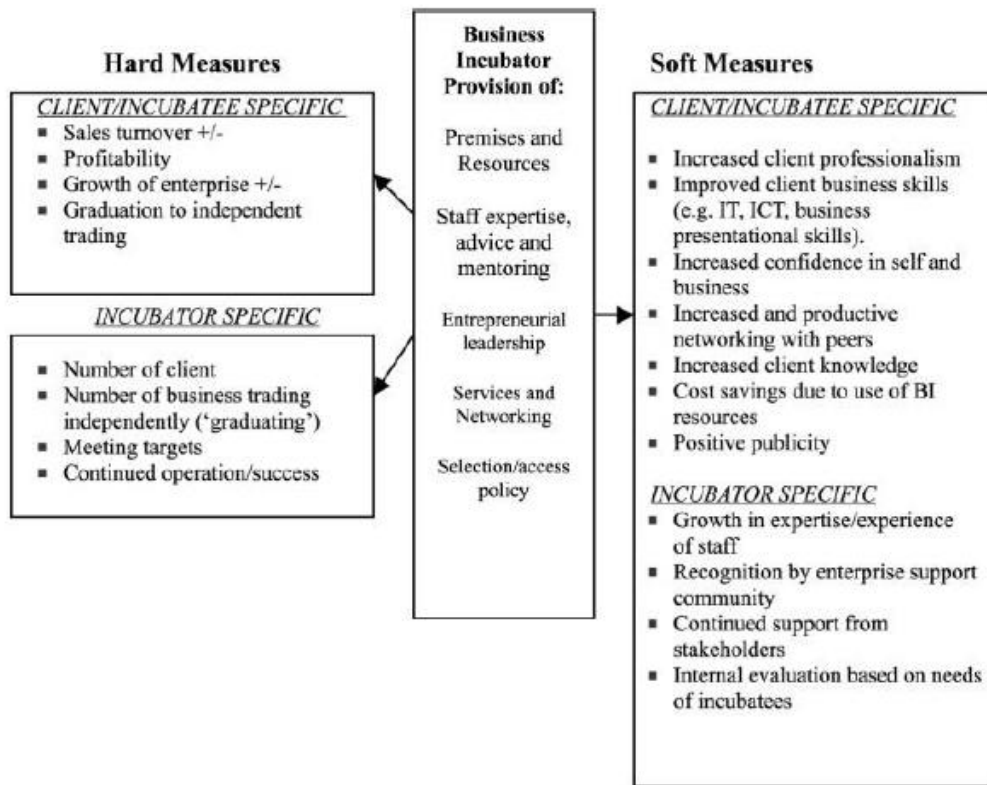 Hard Measures
CLIENT/INCUBATEE SPECIFIC
▪ Sales turnover +/-
▪ Profitability
▪ Growth of enterprise +/-
▪ Graduation to independent
trading
INCUBATOR SPECIFIC
▪ Number of client
▪ Number of business trading
independently (‘graduating’)
▪ Meeting targets
▪ Continued operation/success
Business
Incubator
Provision of:
Premises and
Resources
Staff expertise,
advice and
mentoring
Entrepreneurial
leadership
Services and
Networking
Selection/access
policy
Soft Measures
CLIENT/INCUBATEE SPECIFIC
▪ Increased client professionalism
▪ Improved client business skills
(e.g. IT, ICT, business
presentational skills).
▪ Increased confidence in self and
business
▪ Increased and productive
networking with peers
▪ Increased client knowledge
▪ Cost savings due to use of BI
resources
▪ Positive publicity
INCUBATOR SPECIFIC
▪ Growth in expertise/experience
of staff
▪ Recognition by enterprise support
community
▪ Continued support from
stakeholders
▪ Internal evaluation based on needs
of incubatees